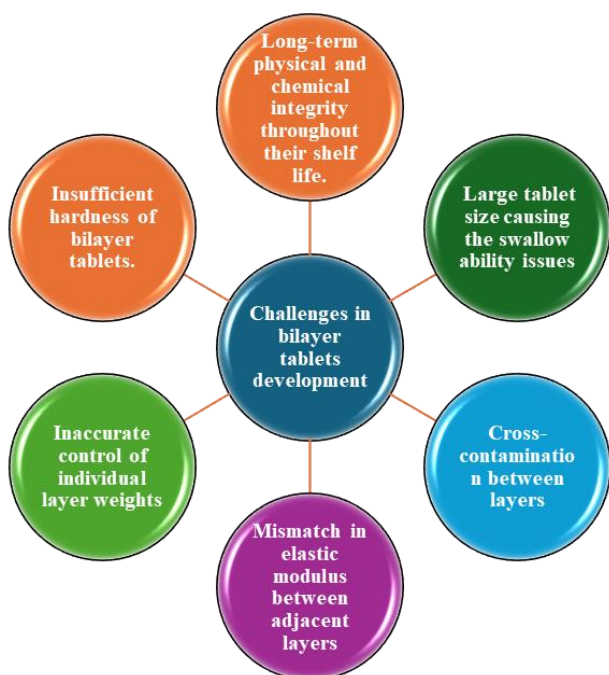 Long-term
physical and
chemical
integrity
throughout
their shelf
life.
Insufficient
hardness of
bilayer
tablets.
Large tablet
size causing
the swallow
ability issues
Challenges in
bilayer
tablets
development
Inaccurate
control of
individual
layer weights
Cross-
contaminatio
n between
layers
Mismatch in
elastic
modulus
between
adjacent
layers